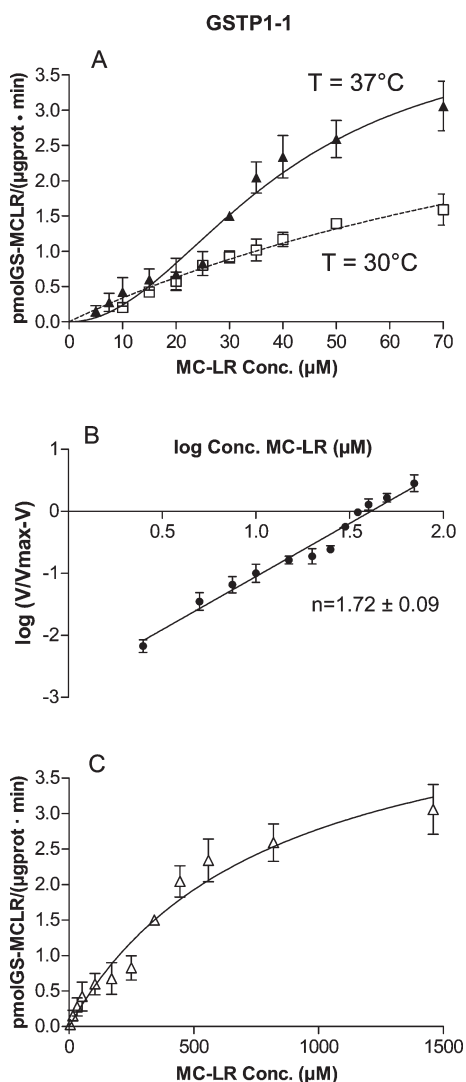 GSTP1-1
A
pmolGS-MCLR/(µgprot · min)
3.5
3.0
2.5
2.0
1.5
1.0
0.5
0.0
T = 37°C
T = 30°C
0 10 20 30 40 50 60 70
MC-LR Conc. (µM)
B
log Conc. MC-LR (µM)
log (V/Vmax-V)
1
0
-1
-2
-3
0.5 1.0 1.5 2.0
n=1.72 ± 0.09
C
pmolGS-MCLR/(µgprot · min)
3.5
3.0
2.5
2.0
1.5
1.0
0.5
0.0
0 500 1000 1500
MC-LR Conc. (µM)